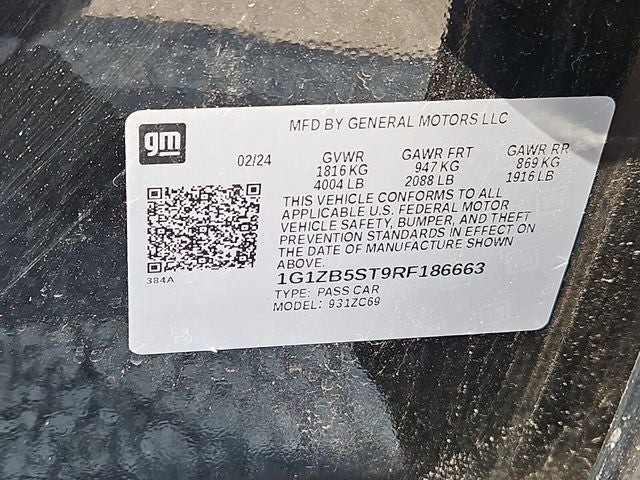 gm
MFD BY GENERAL MOTORS LLC
02/24 GVWR GAWR FRT GAWR RR
1816 KG 947 KG 869 KG
4004 LB 2088 LB 1916 LB
THIS VEHICLE CONFORMS TO ALL
APPLICABLE U.S. FEDERAL MOTOR
VEHICLE SAFETY, BUMPER, AND THEFT
PREVENTION STANDARDS IN EFFECT ON
THE DATE OF MANUFACTURE SHOWN
ABOVE.
1G1ZB5ST9RF186663
384A
TYPE: PASS CAR
MODEL: 931ZC69